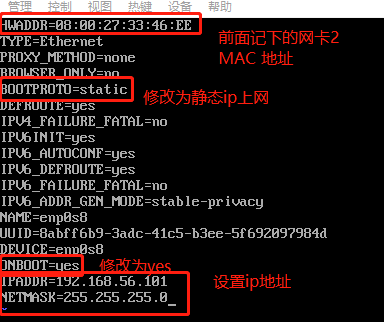 管理 控制 视图 热键 设备 帮助
HWADDR=08:00:27:33:46:EE
前面记下的网卡2
MAC 地址
TYPE=Ethernet
PROXY_METHOD=none
BROWSER_ONLY=no
BOOTPROTO=static
修改为静态ip上网
DEFROUTE=yes
IPV4_FAILURE_FATAL=no
IPV6INIT=yes
IPV6_AUTOCONF=yes
IPV6_DEFROUTE=yes
IPV6_FAILURE_FATAL=no
IPV6_ADDR_GEN_MODE=stable-privacy
NAME=enp0s8
UUID=8abff6b9-3adc-41c5-b3ee-5f692097984d
DEVICE=enp0s8
ONBOOT=yes
修改为yes
IPADDR=192.168.56.101
设置ip地址
NETMASK=255.255.255.0_